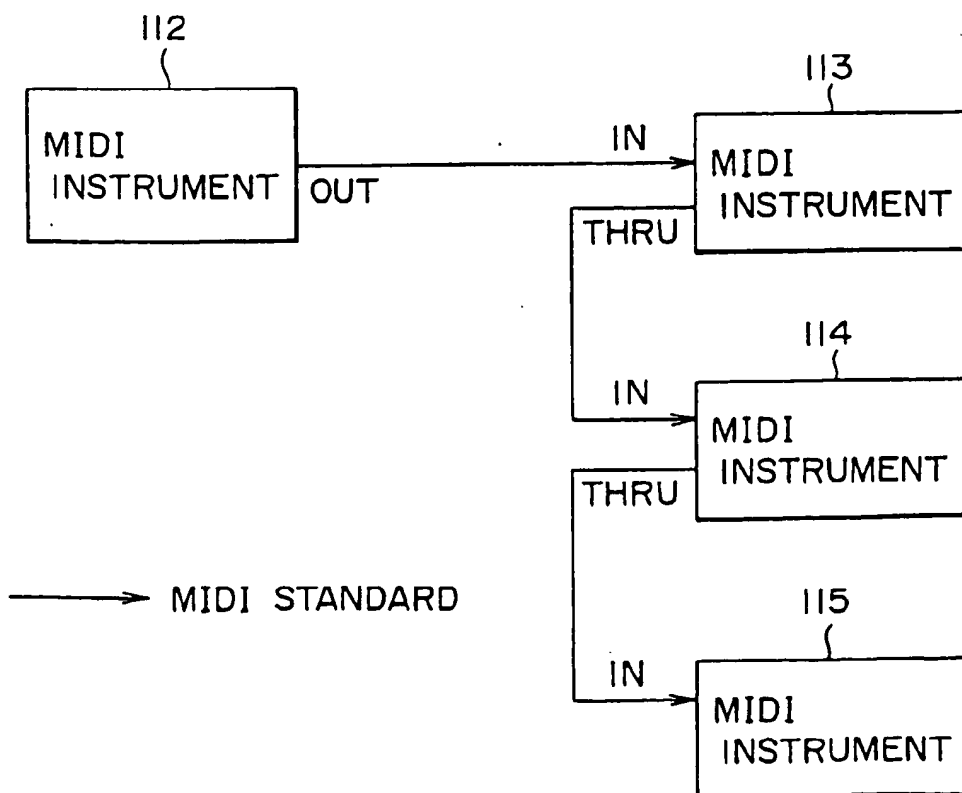 112
MIDI
INSTRUMENT
OUT
IN
113
MIDI
INSTRUMENT
THRU
114
IN
MIDI
INSTRUMENT
THRU
MIDI STANDARD
115
IN
MIDI
INSTRUMENT